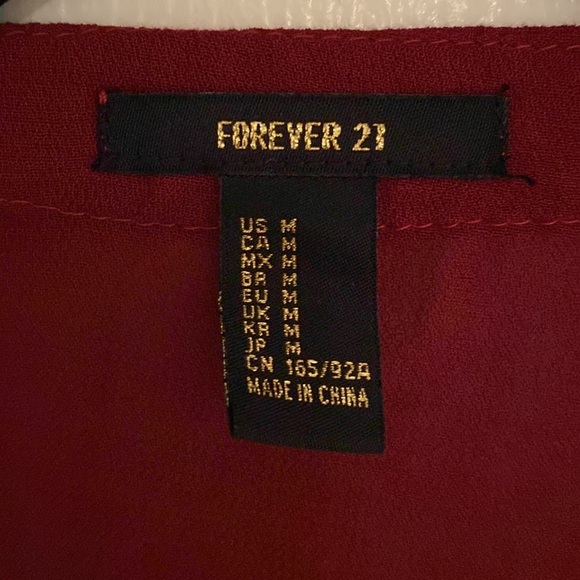 FOREVER 21
US M
CA M
MX M
BR M
EU M
UK M
KR M
JP M
CN 165/92A
MADE IN CHINA